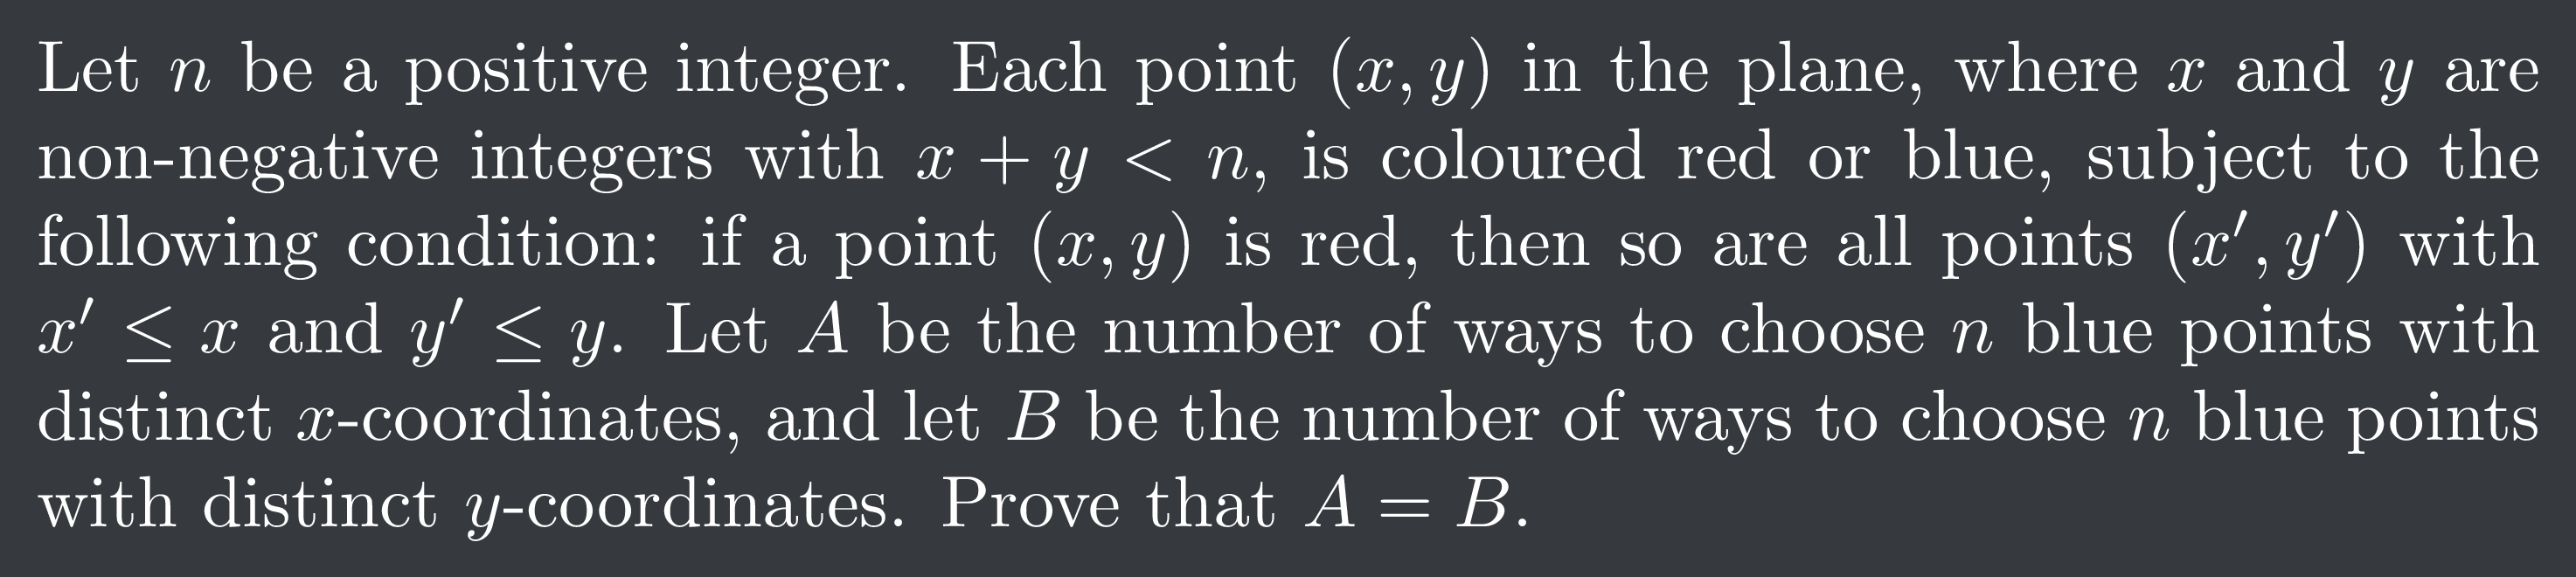 Let n be a positive integer. Each point (x, y) in the plane, where x and y are
non-negative integers with x + y < n, is coloured red or blue, subject to the
following condition: if a point (x, y) is red, then so are all points (x′, y′) with
x′ ≤ x and y′ ≤ y. Let A be the number of ways to choose n blue points with
distinct x-coordinates, and let B be the number of ways to choose n blue points
with distinct y-coordinates. Prove that A = B.